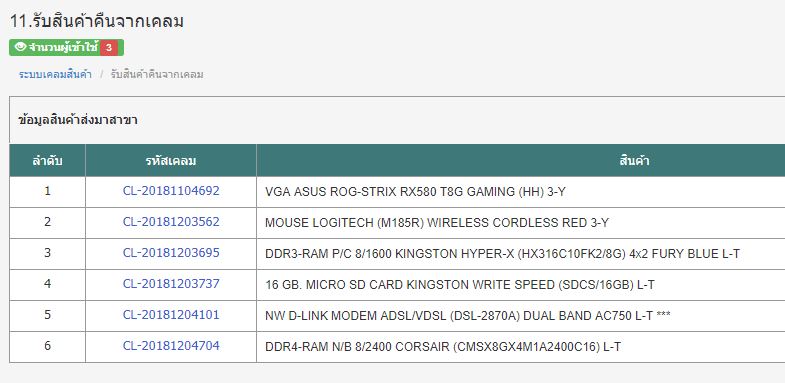 11.รับสินค้าคืนจากเคลม
จำนวนผู้เข้าใช้ 3
ระบบเคลมสินค้า / รับสินค้าคืนจากเคลม
ข้อมูลสินค้าส่งมาสาขา
ลำดับ รหัสเคลม สินค้า
1 CL-20181104692 VGA ASUS ROG-STRIX RX580 T8G GAMING (HH) 3-Y
2 CL-20181203562 MOUSE LOGITECH (M185R) WIRELESS CORDLESS RED 3-Y
3 CL-20181203695 DDR3-RAM P/C 8/1600 KINGSTON HYPER-X (HX316C10FK2/8G) 4x2 FURY BLUE L-T
4 CL-20181203737 16 GB. MICRO SD CARD KINGSTON WRITE SPEED (SDCS/16GB) L-T
5 CL-20181204101 NW D-LINK MODEM ADSL/VDSL (DSL-2870A) DUAL BAND AC750 L-T ***
6 CL-20181204704 DDR4-RAM N/B 8/2400 CORSAIR (CMSX8GX4M1A2400C16) L-T